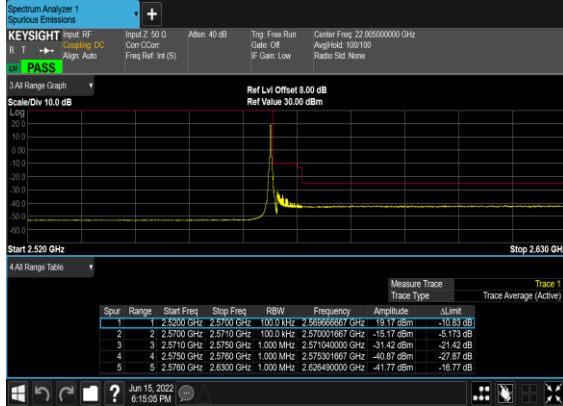 Spectrum Analyzer 1
Spurious Emissions
+
KEYSIGHT Input: RF Input Z: 50 Ω Atten: 40 dB Trig: Free Run Center Freq: 22.005000000 GHz
R T Coupling: DC Corr CCorr Gate: Off Avg|Hold: 100/100
Align: Auto Freq Ref: Int (S) IF Gain: Low Radio Std: None
PASS
3 All Range Graph Ref Lvl Offset 8.00 dB
Scale/Div 10.0 dB Ref Value 30.00 dBm
Log
20.0
10.0
0.00
-10.0
-20.0
-30.0
-40.0
-50.0
-60.0
Start 2.520 GHz Stop 2.630 GHz
4 All Range Table
Measure Trace Trace 1
Trace Type Trace Average (Active)
Spur Range Start Freq Stop Freq RBW Frequency Amplitude ΔLimit
1 1 2.5200 GHz 2.5700 GHz 100.0 kHz 2.569666667 GHz 19.17 dBm -10.83 dB
2 2 2.5700 GHz 2.5710 GHz 100.0 kHz 2.570001667 GHz -15.17 dBm -5.173 dB
3 3 2.5710 GHz 2.5750 GHz 1.000 MHz 2.571040000 GHz -31.42 dBm -21.42 dB
4 4 2.5750 GHz 2.5760 GHz 1.000 MHz 2.575301667 GHz -40.87 dBm -27.87 dB
5 5 2.5760 GHz 2.6300 GHz 1.000 MHz 2.626490000 GHz -41.77 dBm -16.77 dB
? Jun 15, 2022
6:15:05 PM